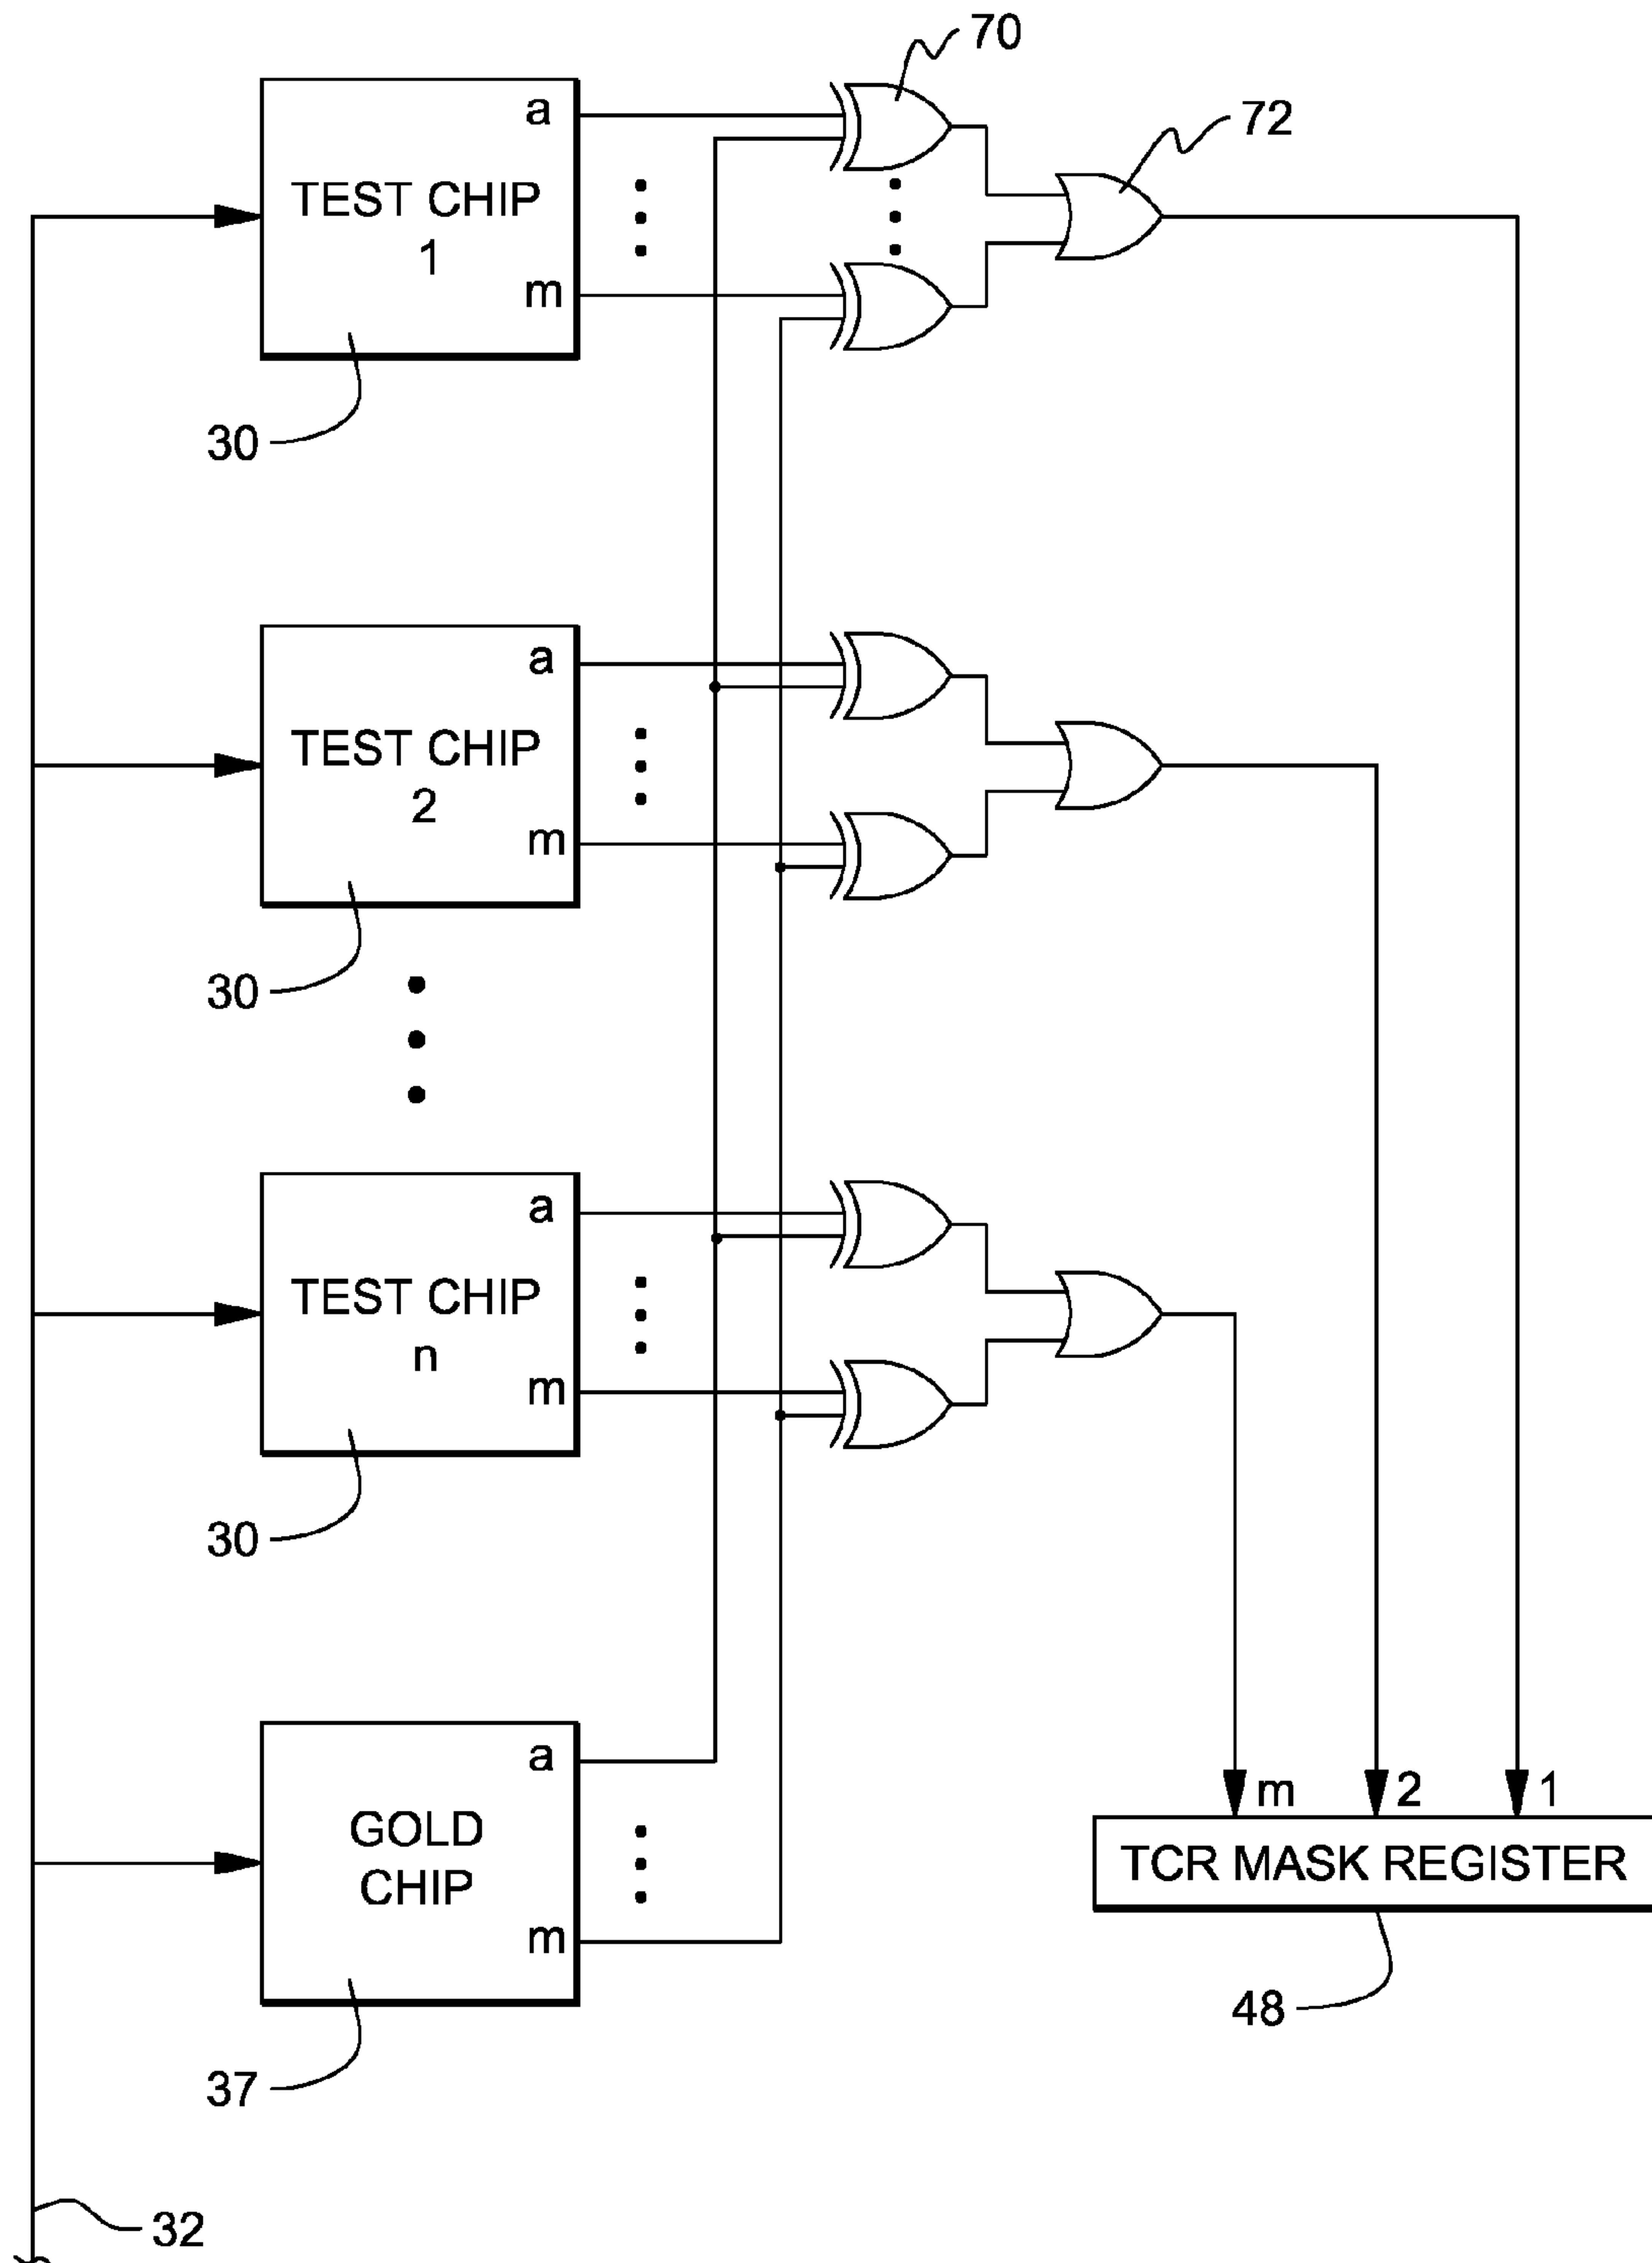 70
72
a
TEST CHIP
1
m
30
a
TEST CHIP
2
m
30
a
TEST CHIP
n
m
30
a
GOLD
CHIP
m
37
m 2 1
TCR MASK REGISTER
48
32